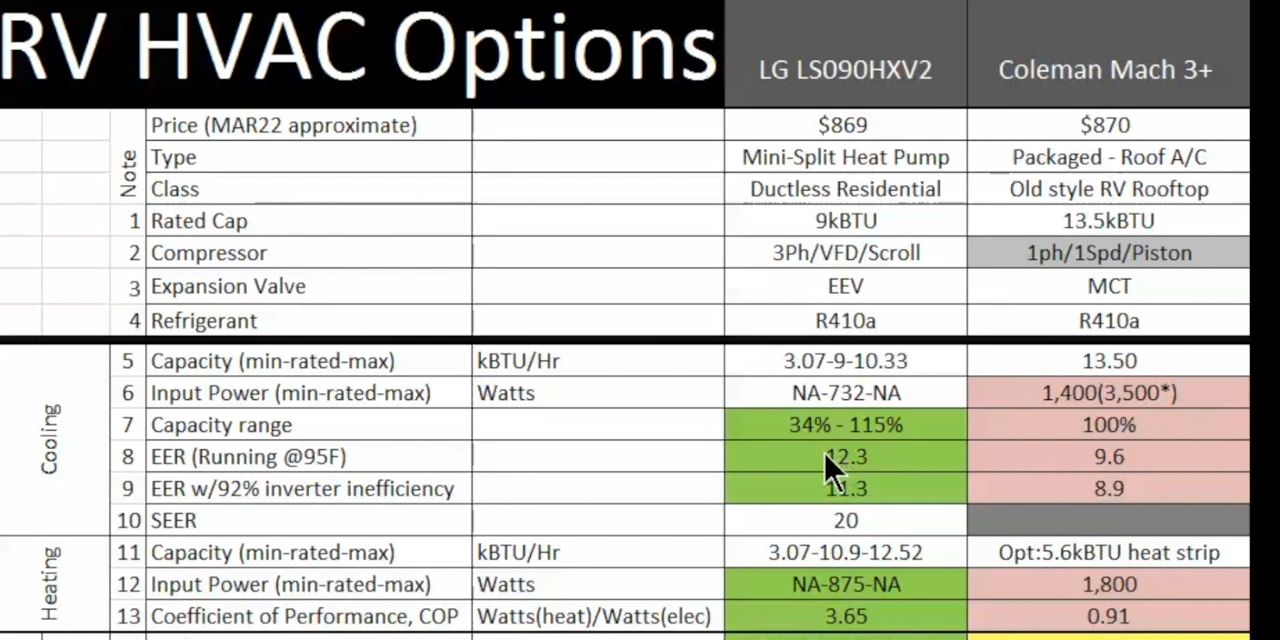 RV HVAC Options LG LS090HXV2 Coleman Mach 3+
Note
Price (MAR22 approximate) $869 $870
Type Mini-Split Heat Pump Packaged - Roof A/C
Class Ductless Residential Old style RV Rooftop
1 Rated Cap 9kBTU 13.5kBTU
2 Compressor 3Ph/VFD/Scroll 1ph/1Spd/Piston
3 Expansion Valve EEV MCT
4 Refrigerant R410a R410a
Cooling
5 Capacity (min-rated-max) kBTU/Hr 3.07-9-10.33 13.50
6 Input Power (min-rated-max) Watts NA-732-NA 1,400(3,500*)
7 Capacity range 34% - 115% 100%
8 EER (Running @95F) 12.3 9.6
9 EER w/92% inverter inefficiency 11.3 8.9
10 SEER 20
Heating
11 Capacity (min-rated-max) kBTU/Hr 3.07-10.9-12.52 Opt:5.6kBTU heat strip
12 Input Power (min-rated-max) Watts NA-875-NA 1,800
13 Coefficient of Performance, COP Watts(heat)/Watts(elec) 3.65 0.91